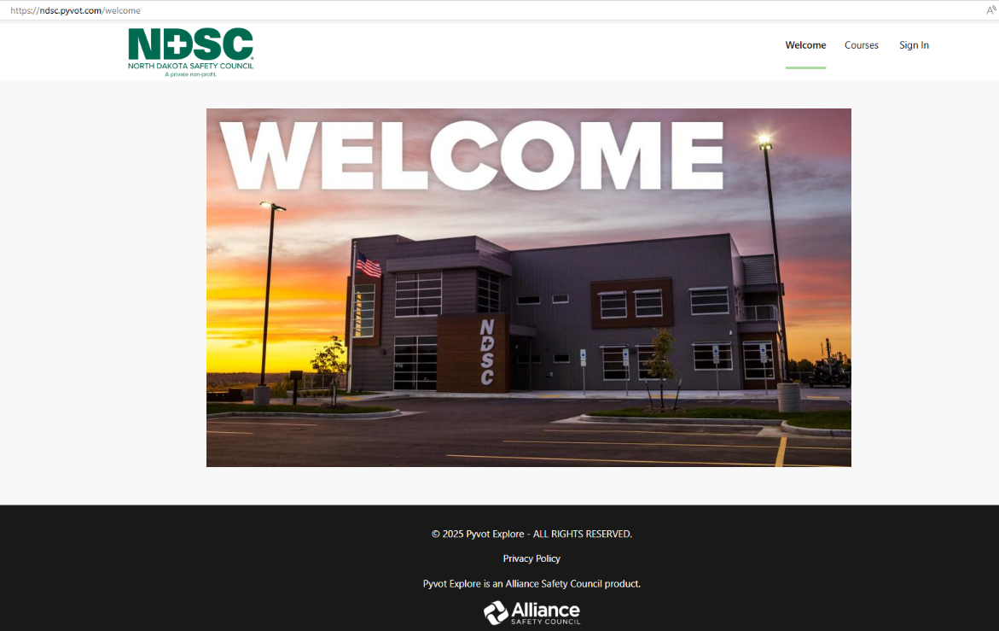 https://ndsc.pyvot.com/welcome
NDSC
NORTH DAKOTA SAFETY COUNCIL
A private non-profit
Welcome
Courses
Sign In
WELCOME
NDSC
© 2025 Pyvot Explore - ALL RIGHTS RESERVED.
Privacy Policy
Pyvot Explore is an Alliance Safety Council product.
Alliance
SAFETY COUNCIL